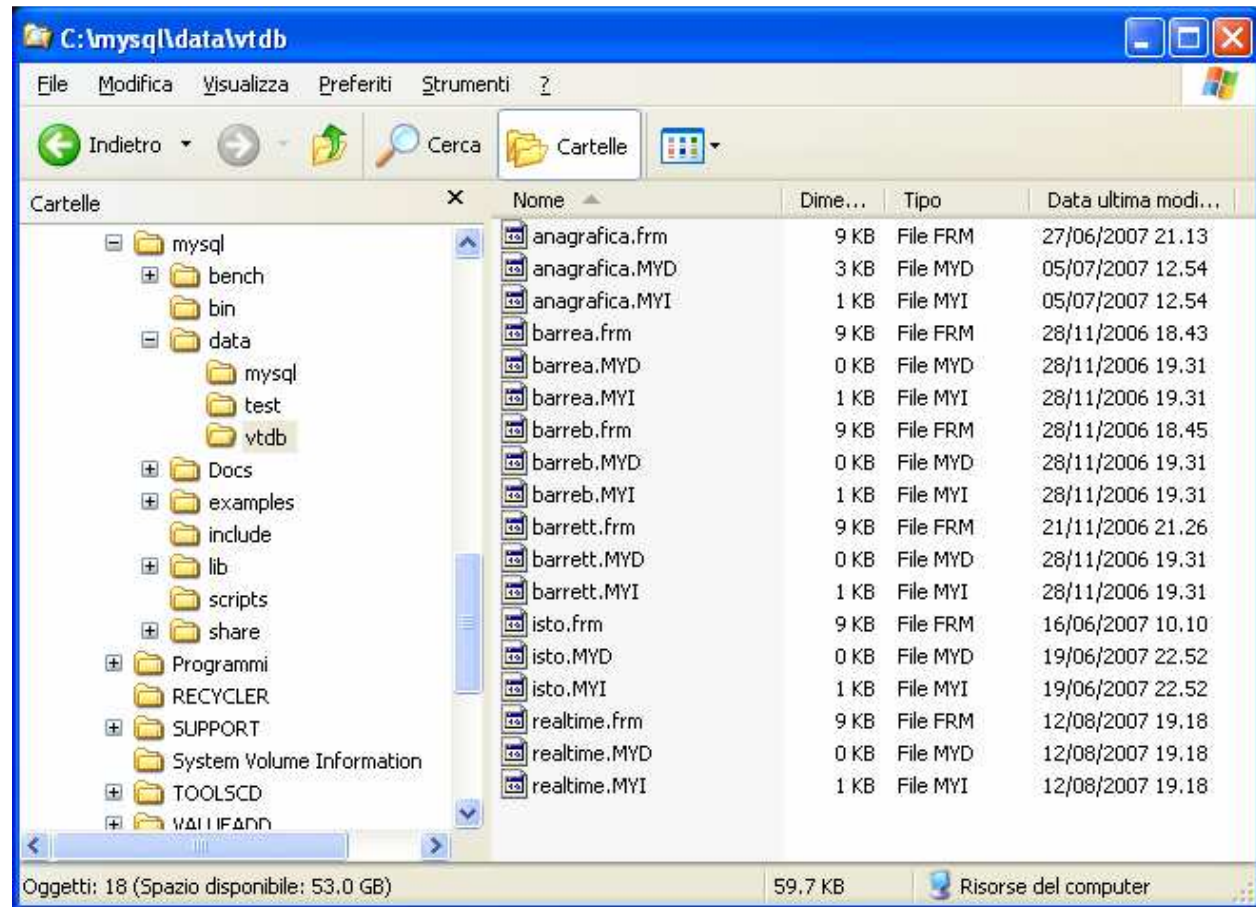 C:\mysql\data\vtdb
File Modifica Visualizza Preferiti Strumenti ?
Indietro Cerca Cartelle
Cartelle
mysql
bench
bin
data
mysql
test
vtdb
Docs
examples
include
lib
scripts
share
Programmi
RECYCLER
SUPPORT
System Volume Information
TOOLSCD
VALUEADD
Nome Dime... Tipo Data ultima modi...
anagrafica.frm 9 KB File FRM 27/06/2007 21.13
anagrafica.MYD 3 KB File MYD 05/07/2007 12.54
anagrafica.MYI 1 KB File MYI 05/07/2007 12.54
barrea.frm 9 KB File FRM 28/11/2006 18.43
barrea.MYD 0 KB File MYD 28/11/2006 19.31
barrea.MYI 1 KB File MYI 28/11/2006 19.31
barreb.frm 9 KB File FRM 28/11/2006 18.45
barreb.MYD 0 KB File MYD 28/11/2006 19.31
barreb.MYI 1 KB File MYI 28/11/2006 19.31
barrett.frm 9 KB File FRM 21/11/2006 21.26
barrett.MYD 0 KB File MYD 28/11/2006 19.31
barrett.MYI 1 KB File MYI 28/11/2006 19.31
isto.frm 9 KB File FRM 16/06/2007 10.10
isto.MYD 0 KB File MYD 19/06/2007 22.52
isto.MYI 1 KB File MYI 19/06/2007 22.52
realtime.frm 9 KB File FRM 12/08/2007 19.18
realtime.MYD 0 KB File MYD 12/08/2007 19.18
realtime.MYI 1 KB File MYI 12/08/2007 19.18
Oggetti: 18 (Spazio disponibile: 53.0 GB) 59.7 KB Risorse del computer